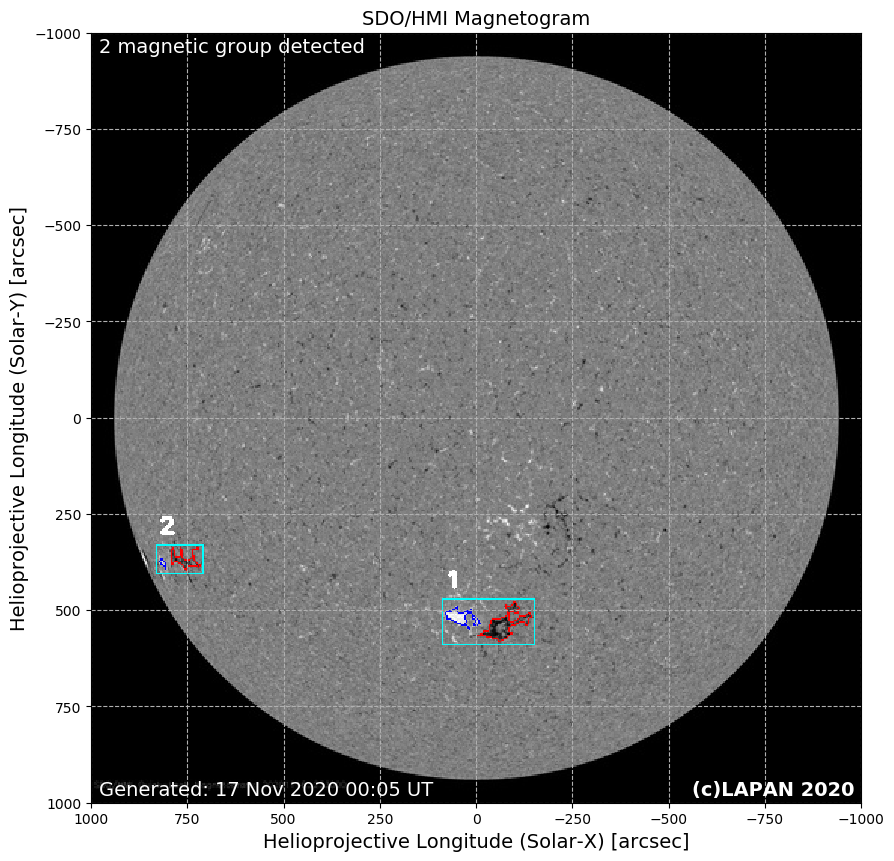 SDO/HMI Magnetogram
2 magnetic group detected
−1000
−750
−500
−250
0
250
500
750
1000
Helioprojective Longitude (Solar-Y) [arcsec]
2
1
Generated: 17 Nov 2020 00:05 UT
(c)LAPAN 2020
1000 750 500 250 0 −250 −500 −750 −1000
Helioprojective Longitude (Solar-X) [arcsec]